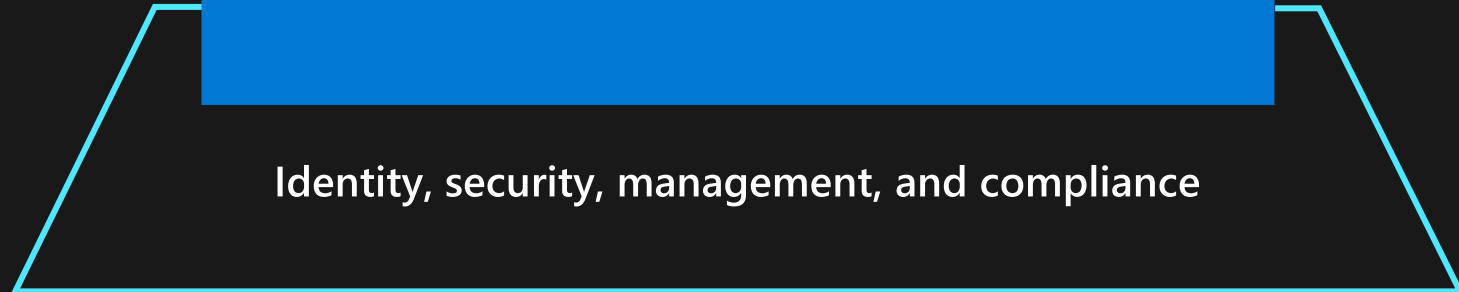 Identity, security, management, and compliance